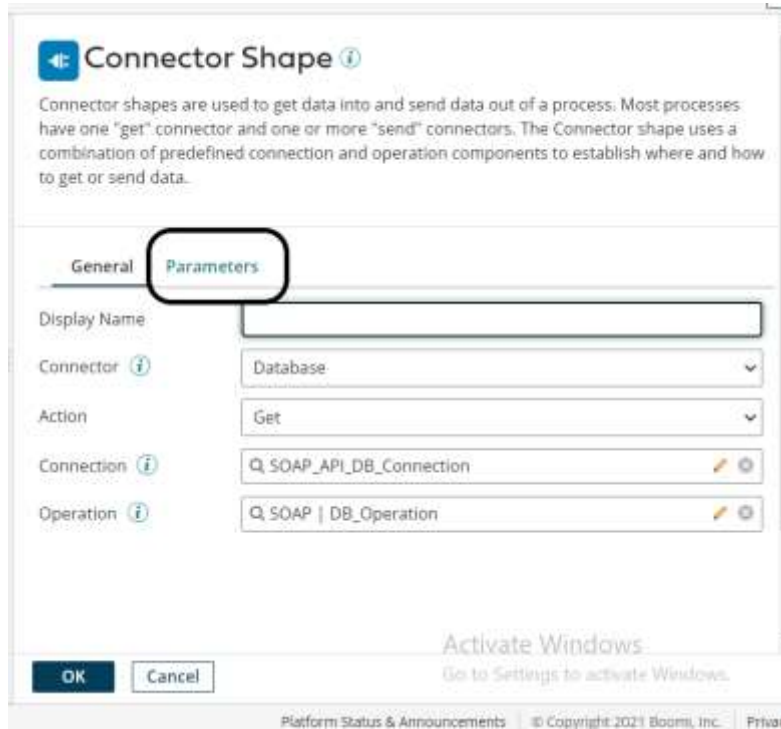 Connector Shape
Connector shapes are used to get data into and send data out of a process. Most processes
have one "get" connector and one or more "send" connectors. The Connector shape uses a
combination of predefined connection and operation components to establish where and how
to get or send data.
General Parameters
Display Name
Connector Database
Action Get
Connection SOAP_API_DB_Connection
Operation SOAP | DB_Operation
Activate Windows
Go to Settings to activate Windows.
OK Cancel
Platform Status & Announcements © Copyright 2021 Boomi, Inc. Priva